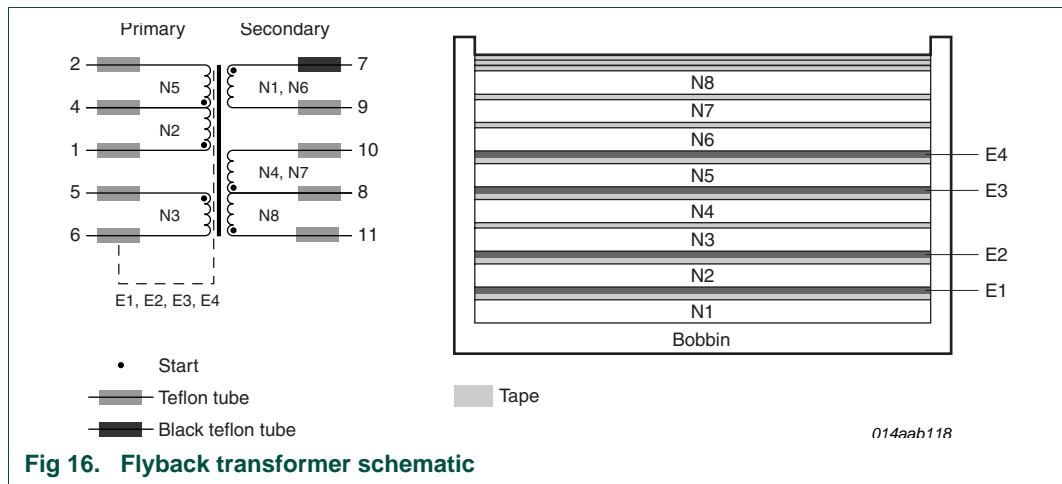 Primary
Secondary
2
7
N5
N1, N6
4
9
N2
1
10
N4, N7
5
8
N3
N8
6
11
E1, E2, E3, E4
Start
Teflon tube
Black teflon tube
N8
N7
N6
E4
N5
E3
N4
N3
E2
N2
E1
N1
Bobbin
Tape
014aab118
Fig 16. Flyback transformer schematic